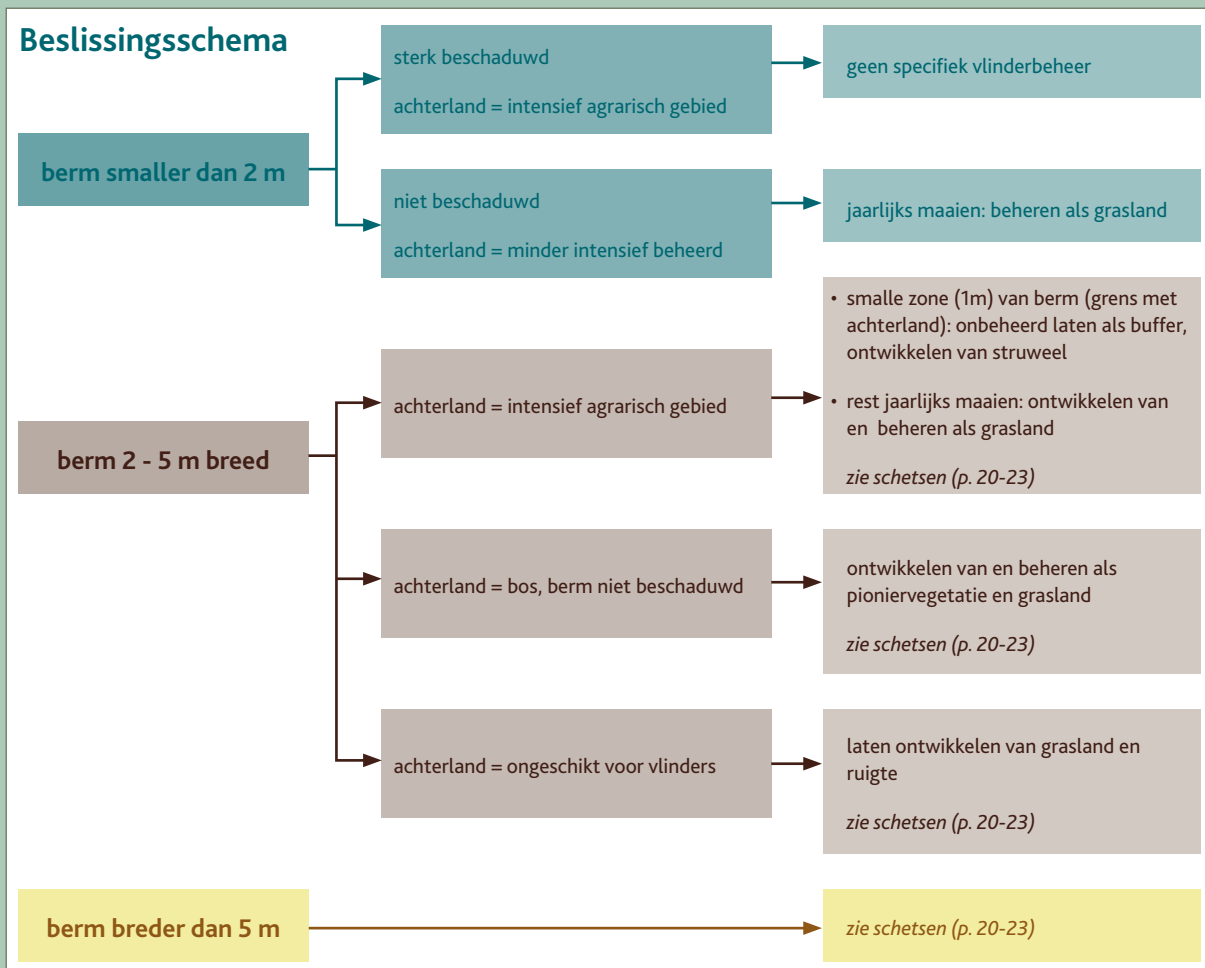 Beslissingsschema
berm smaller dan 2 m
sterk beschaduwd
achterland = intensief agrarisch gebied
geen specifiek vlinderbeheer
niet beschaduwd
achterland = minder intensief beheerd
jaarlijks maaien: beheren als grasland
berm 2 - 5 m breed
achterland = intensief agrarisch gebied
• smalle zone (1m) van berm (grens met
achterland): onbeheerd laten als buffer,
ontwikkelen van struweel
• rest jaarlijks maaien: ontwikkelen van
en beheren als grasland
zie schetsen (p. 20-23)
achterland = bos, berm niet beschaduwd
ontwikkelen van en beheren als
pioniervegetatie en grasland
zie schetsen (p. 20-23)
achterland = ongeschikt voor vlinders
laten ontwikkelen van grasland en
ruigte
zie schetsen (p. 20-23)
berm breder dan 5 m
zie schetsen (p. 20-23)